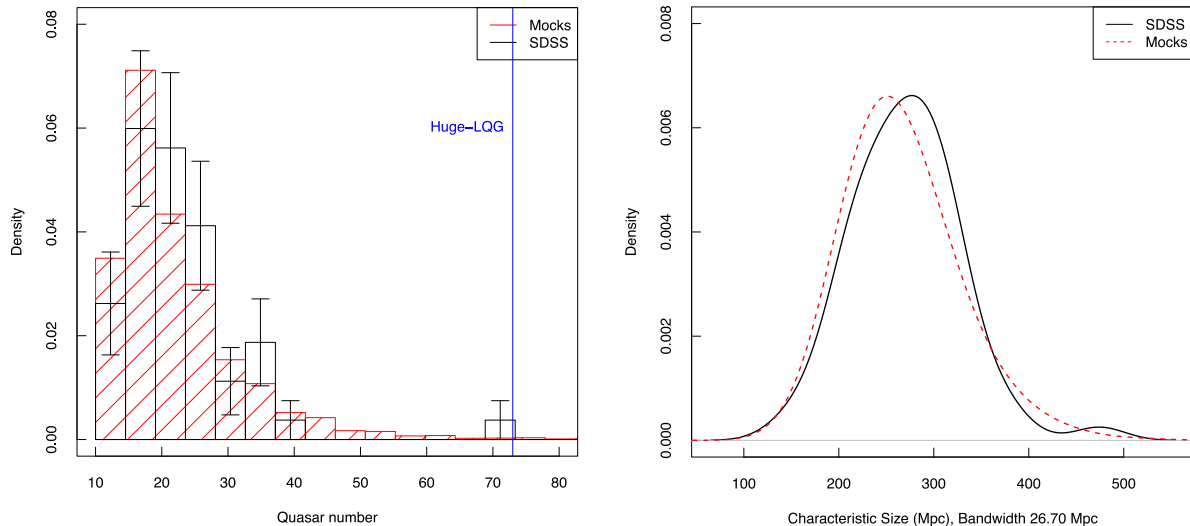 Mocks
SDSS
Huge−LQG
Density
0.00
0.02
0.04
0.06
0.08
10 20 30 40 50 60 70 80
Quasar number
SDSS
Mocks
Density
0.000
0.002
0.004
0.006
0.008
100 200 300 400 500
Characteristic Size (Mpc), Bandwidth 26.70 Mpc